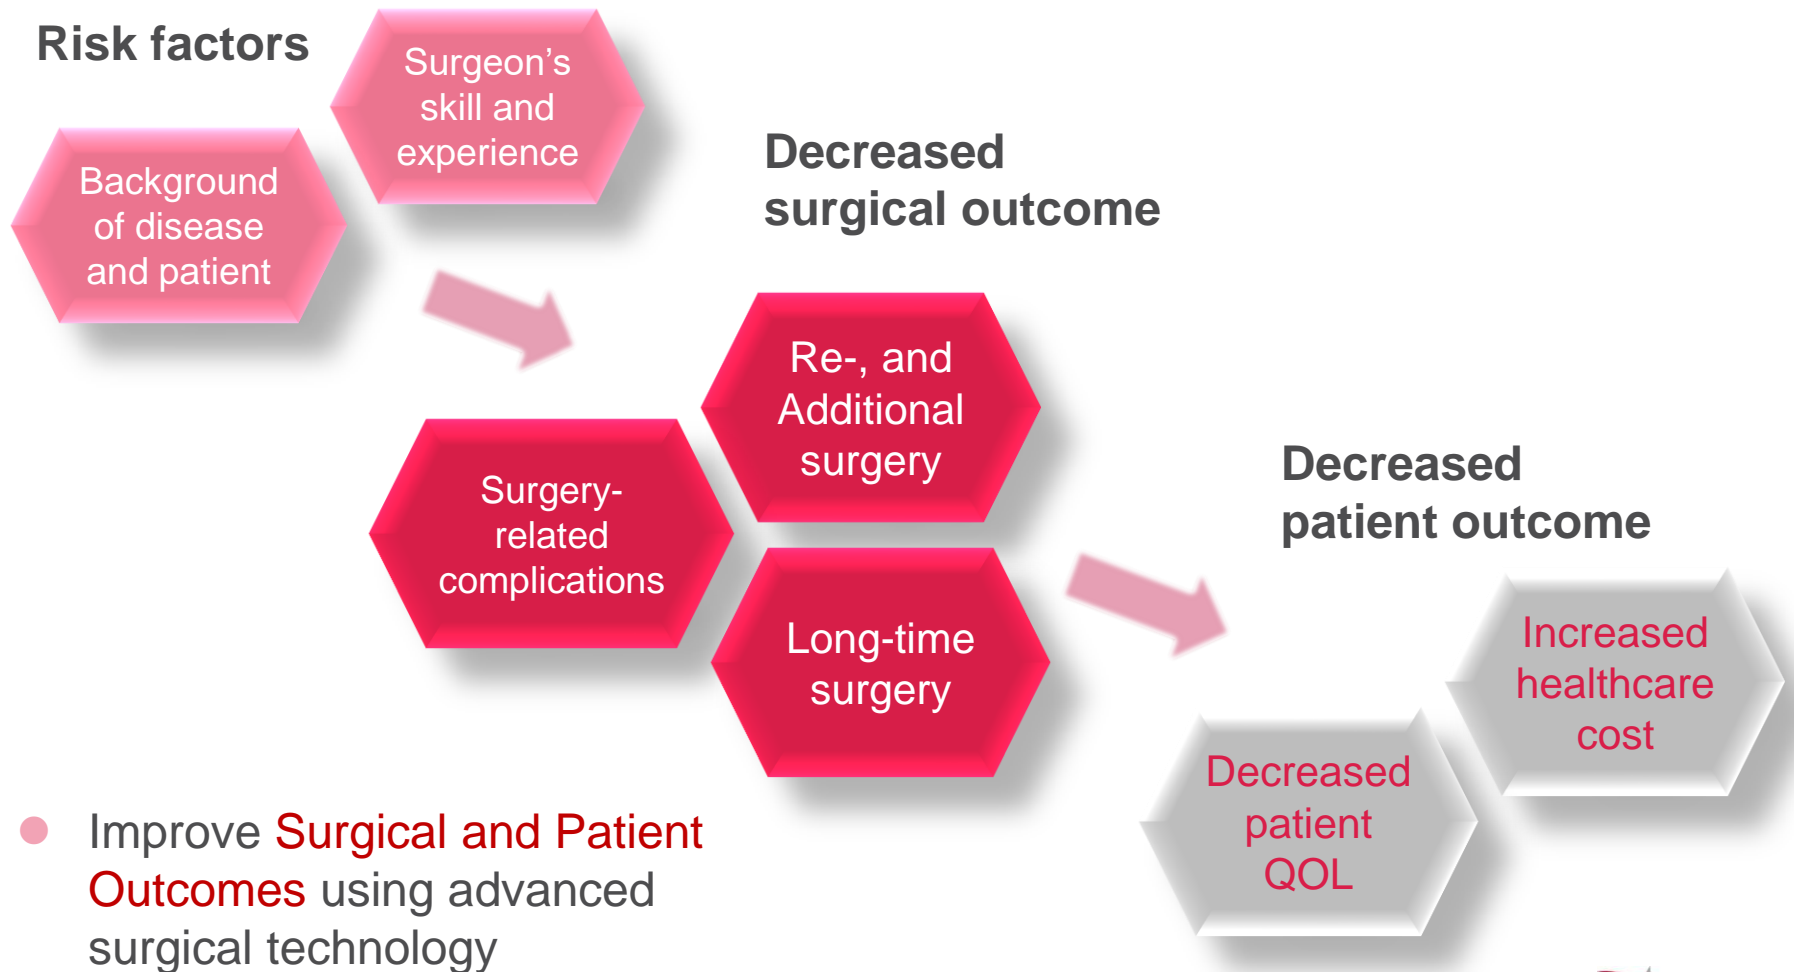 Risk factors
Surgeon’s
skill and
experience
Background
of disease
and patient
Decreased
surgical outcome
Re-, and
Additional
surgery
Surgery-
related
complications
Long-time
surgery
Decreased
patient outcome
Increased
healthcare
cost
Decreased
patient
QOL
Improve Surgical and Patient
Outcomes using advanced
surgical technology